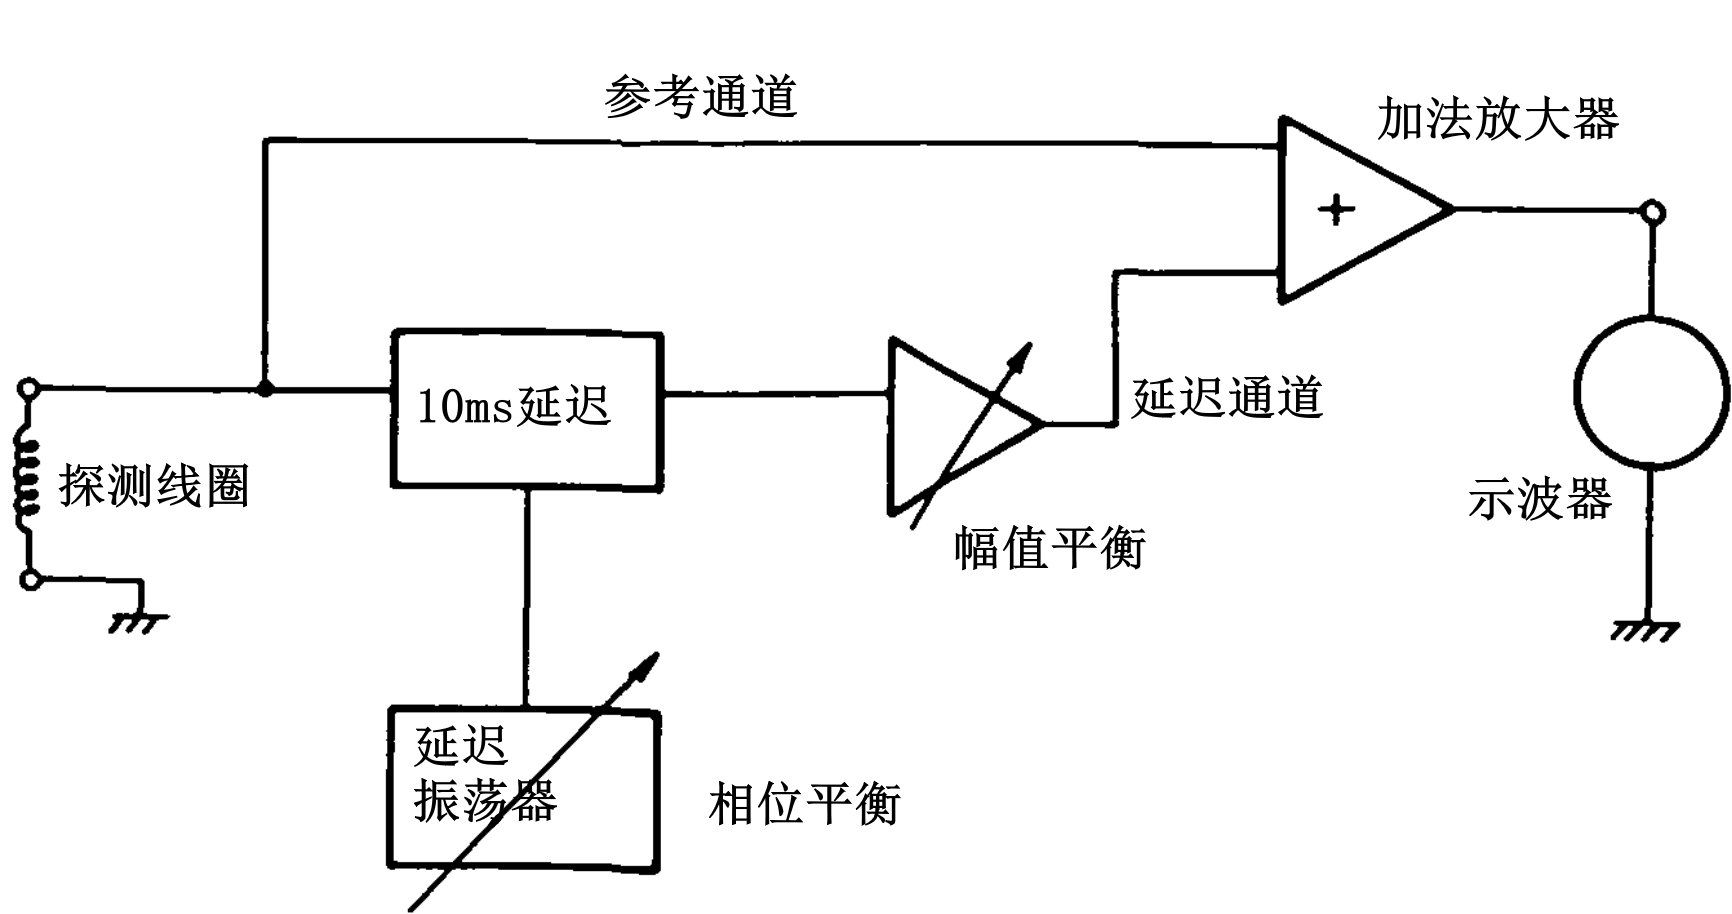 参考通道
加法放大器
+
10ms延迟
延迟通道
探测线圈
示波器
幅值平衡
延迟
振荡器
相位平衡